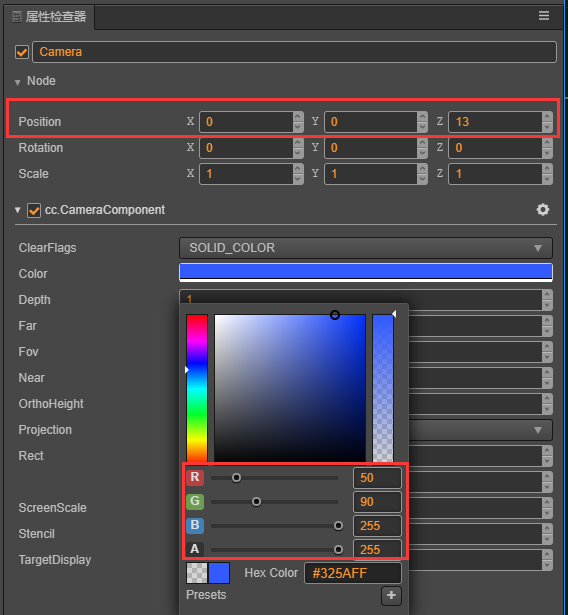 属性检查器
Camera
Node
Position X 0 Y 0 Z 13
Rotation X 0 Y 0 Z 0
Scale X 1 Y 1 Z 1
cc.CameraComponent
ClearFlags SOLID_COLOR
Color
Depth 1
Far
Fov
Near
OrthoHeight
Projection
Rect
R 50
G 90
ScreenScale
B 255
Stencil
A 255
TargetDisplay
Hex Color #325AFF
Presets +